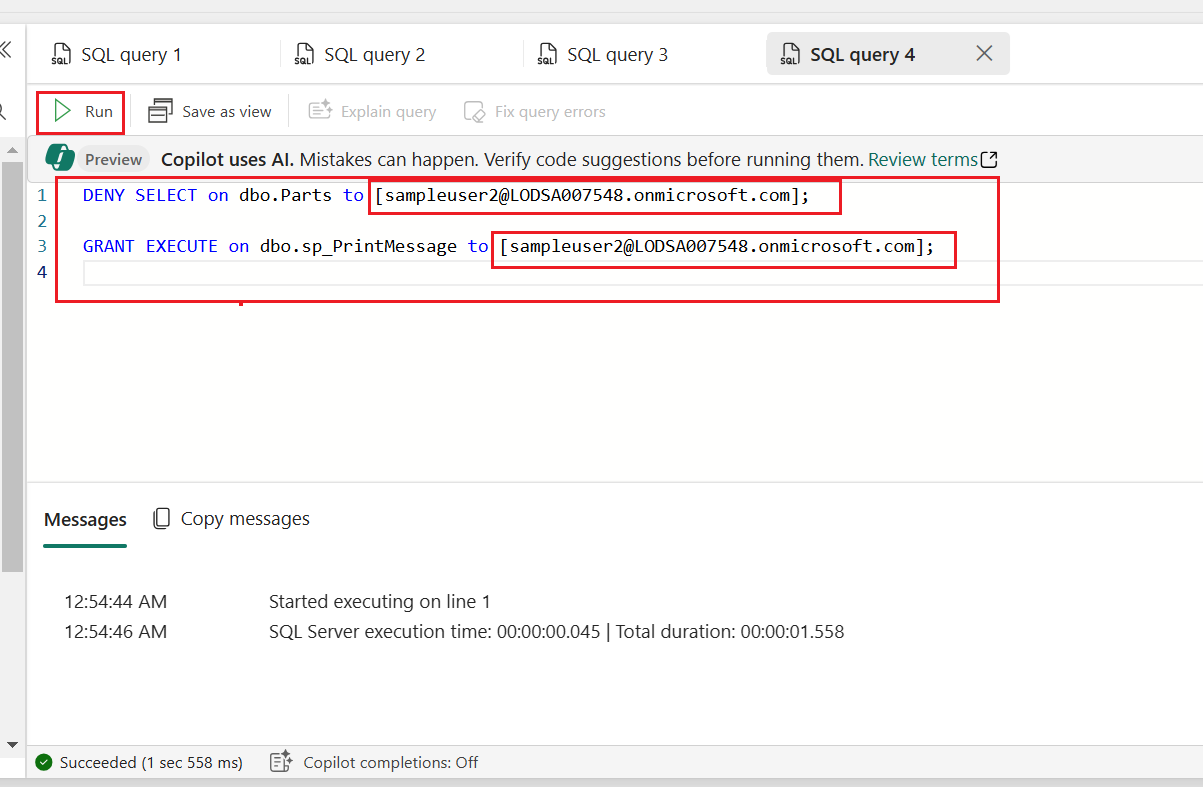 SQL query 1
SQL query 2
SQL query 3
SQL query 4
Run
Save as view
Explain query
Fix query errors
Preview
Copilot uses AI. Mistakes can happen. Verify code suggestions before running them. Review terms
1 DENY SELECT on dbo.Parts to [sampleuser2@LODSA007548.onmicrosoft.com];
2
3 GRANT EXECUTE on dbo.sp_PrintMessage to [sampleuser2@LODSA007548.onmicrosoft.com];
4
Messages
Copy messages
12:54:44 AM Started executing on line 1
12:54:46 AM SQL Server execution time: 00:00:00.045 | Total duration: 00:00:01.558
Succeeded (1 sec 558 ms)
Copilot completions: Off